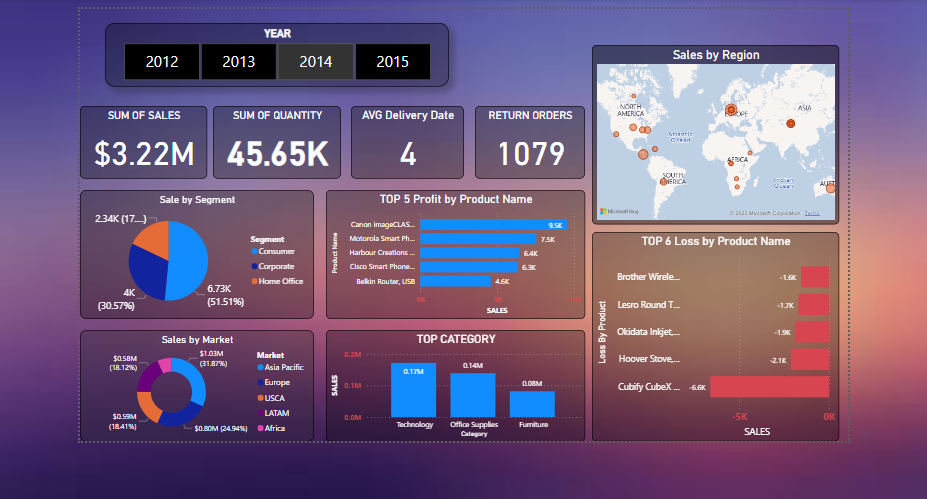 YEAR
2012 2013 2014 2015
SUM OF SALES
$3.22M
SUM OF QUANTITY
45.65K
AVG Delivery Date
4
RETURN ORDERS
1079
Sales by Region
NORTH
AMERICA
EUROPE
ASIA
Atlantic
Ocean
AFRICA
SOUTH
AMERICA
Indian
Ocean
AUST
Microsoft Bing
© 2022 Microsoft Corporation Terms
Sale by Segment
2.34K (17....)
4K
(30.57%)
6.73K
(51.51%)
Segment
Consumer
Corporate
Home Office
TOP 5 Profit by Product Name
Product Name
Canon imageCLAS... 9.5K
Motorola Smart Ph... 7.5K
Harbour Creations ... 6.4K
Cisco Smart Phone... 6.3K
Belkin Router, USB 4.6K
0K 5K
SALES
TOP 6 Loss by Product Name
Loss By Product
Brother Wirele... -1.6K
Lesro Round T... -1.7K
Okidata Inkjet,... -1.9K
Hoover Stove,... -2.1K
Cubify CubeX ... -6.6K
-5K 0K
SALES
Sales by Market
$0.58M
(18.12%)
$1.03M
(31.87%)
$0.59M
(18.41%)
$0.80M (24.94%)
Market
Asia Pacific
Europe
USCA
LATAM
Africa
TOP CATEGORY
SALES
0.2M
0.1M
0.0M
0.17M
0.14M
0.08M
Technology Office Supplies Furniture
Category